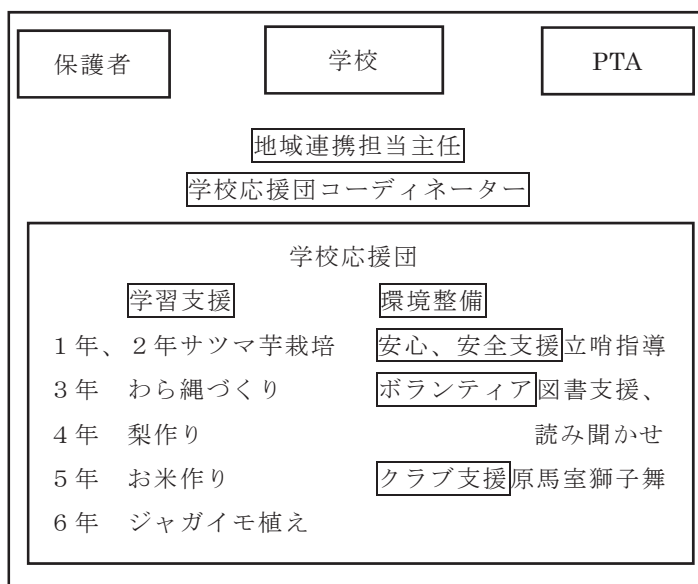 保護者 学校 PTA
地域連携担当主任
学校応援団コーディネーター
学校応援団
学習支援 環境整備
1年、2年サツマ芋栽培 安心、安全支援立哨指導
3年 わら縄づくり ボランティア図書支援、
4年 梨作り 読み聞かせ
5年 お米作り クラブ支援原馬室獅子舞
6年 ジャガイモ植え